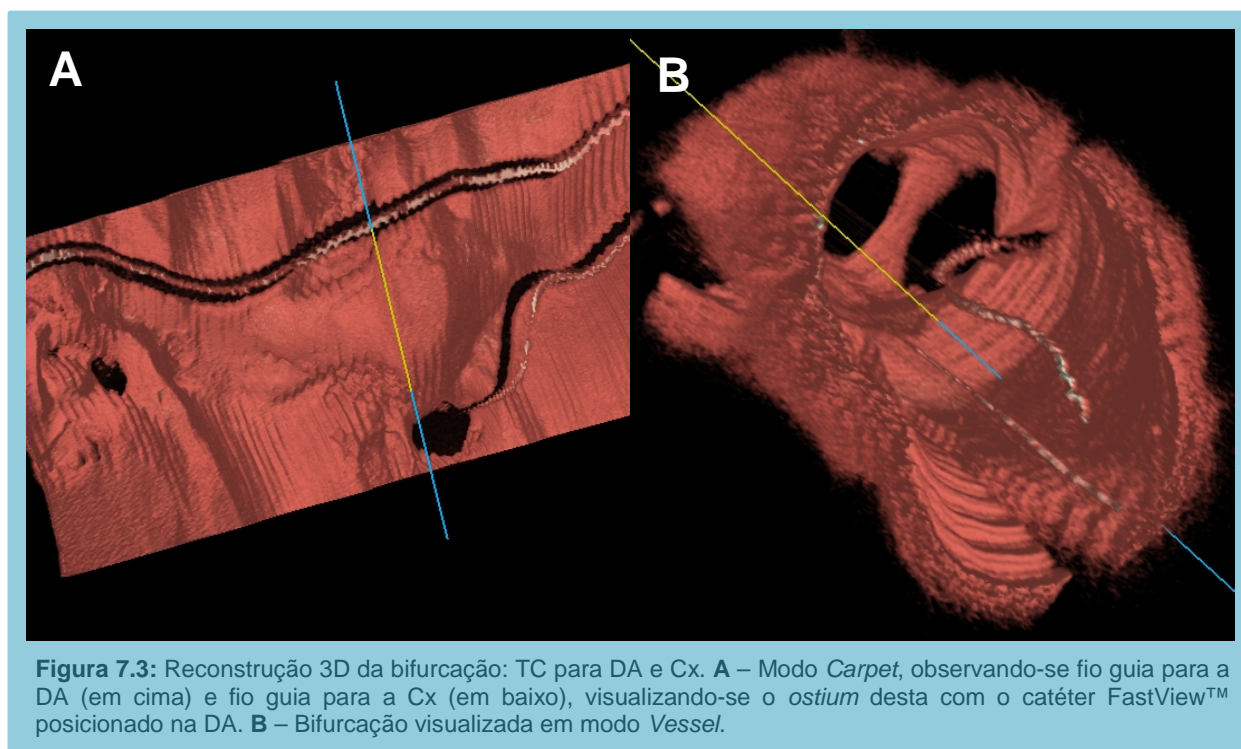 A
B
Figura 7.3: Reconstrução 3D da bifurcação: TC para DA e Cx. A – Modo Carpet, observando-se fio guia para a
DA (em cima) e fio guia para a Cx (em baixo), visualizando-se o ostium desta com o catéter FastView™
posicionado na DA. B – Bifurcação visualizada em modo Vessel.